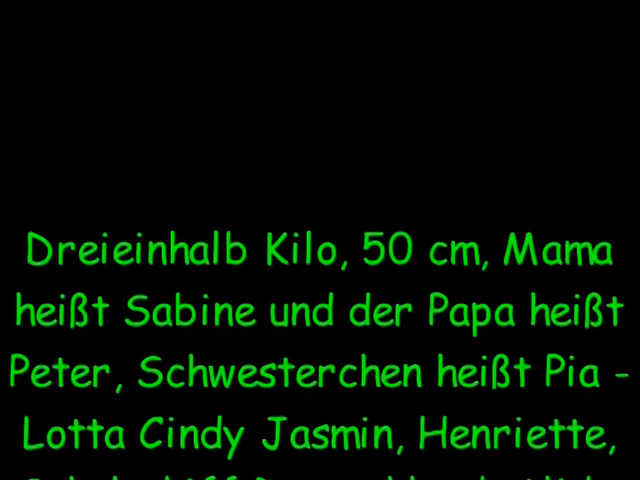 Dreieinhalb Kilo, 50 cm, Mama
heißt Sabine und der Papa heißt
Peter, Schwesterchen heißt Pia -
Lotta Cindy Jasmin, Henriette,